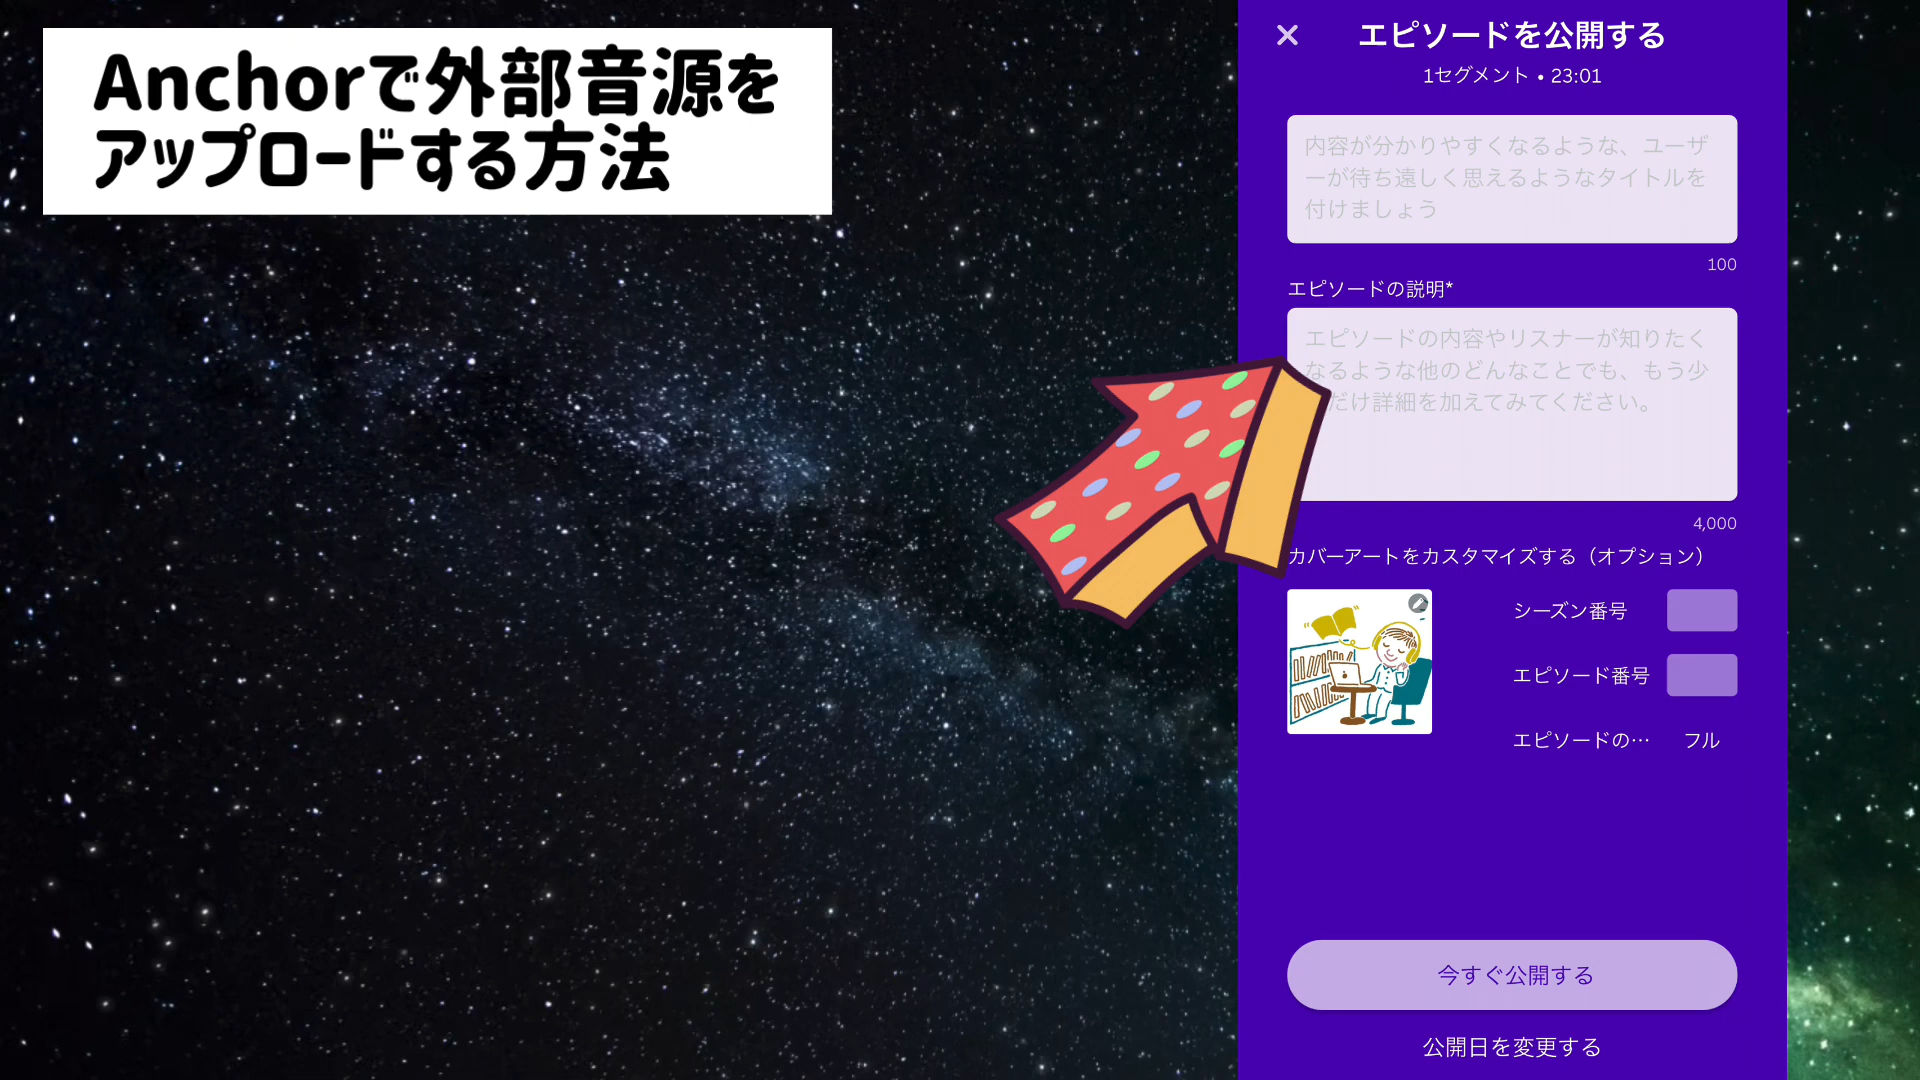 Anchorで外部音源を
アップロードする方法
エピソードを公開する
1セグメント • 23:01
内容が分かりやすくなるような、ユーザ
ーが待ち遠しく思えるようなタイトルを
付けましょう
100
エピソードの説明*
エピソードの内容やリスナーが知りたく
なるような他のどんなことでも、もう少
だけ詳細を加えてみてください。
4,000
カバーアートをカスタマイズする（オプション）
シーズン番号
エピソード番号
エピソードの… フル
今すぐ公開する
公開日を変更する